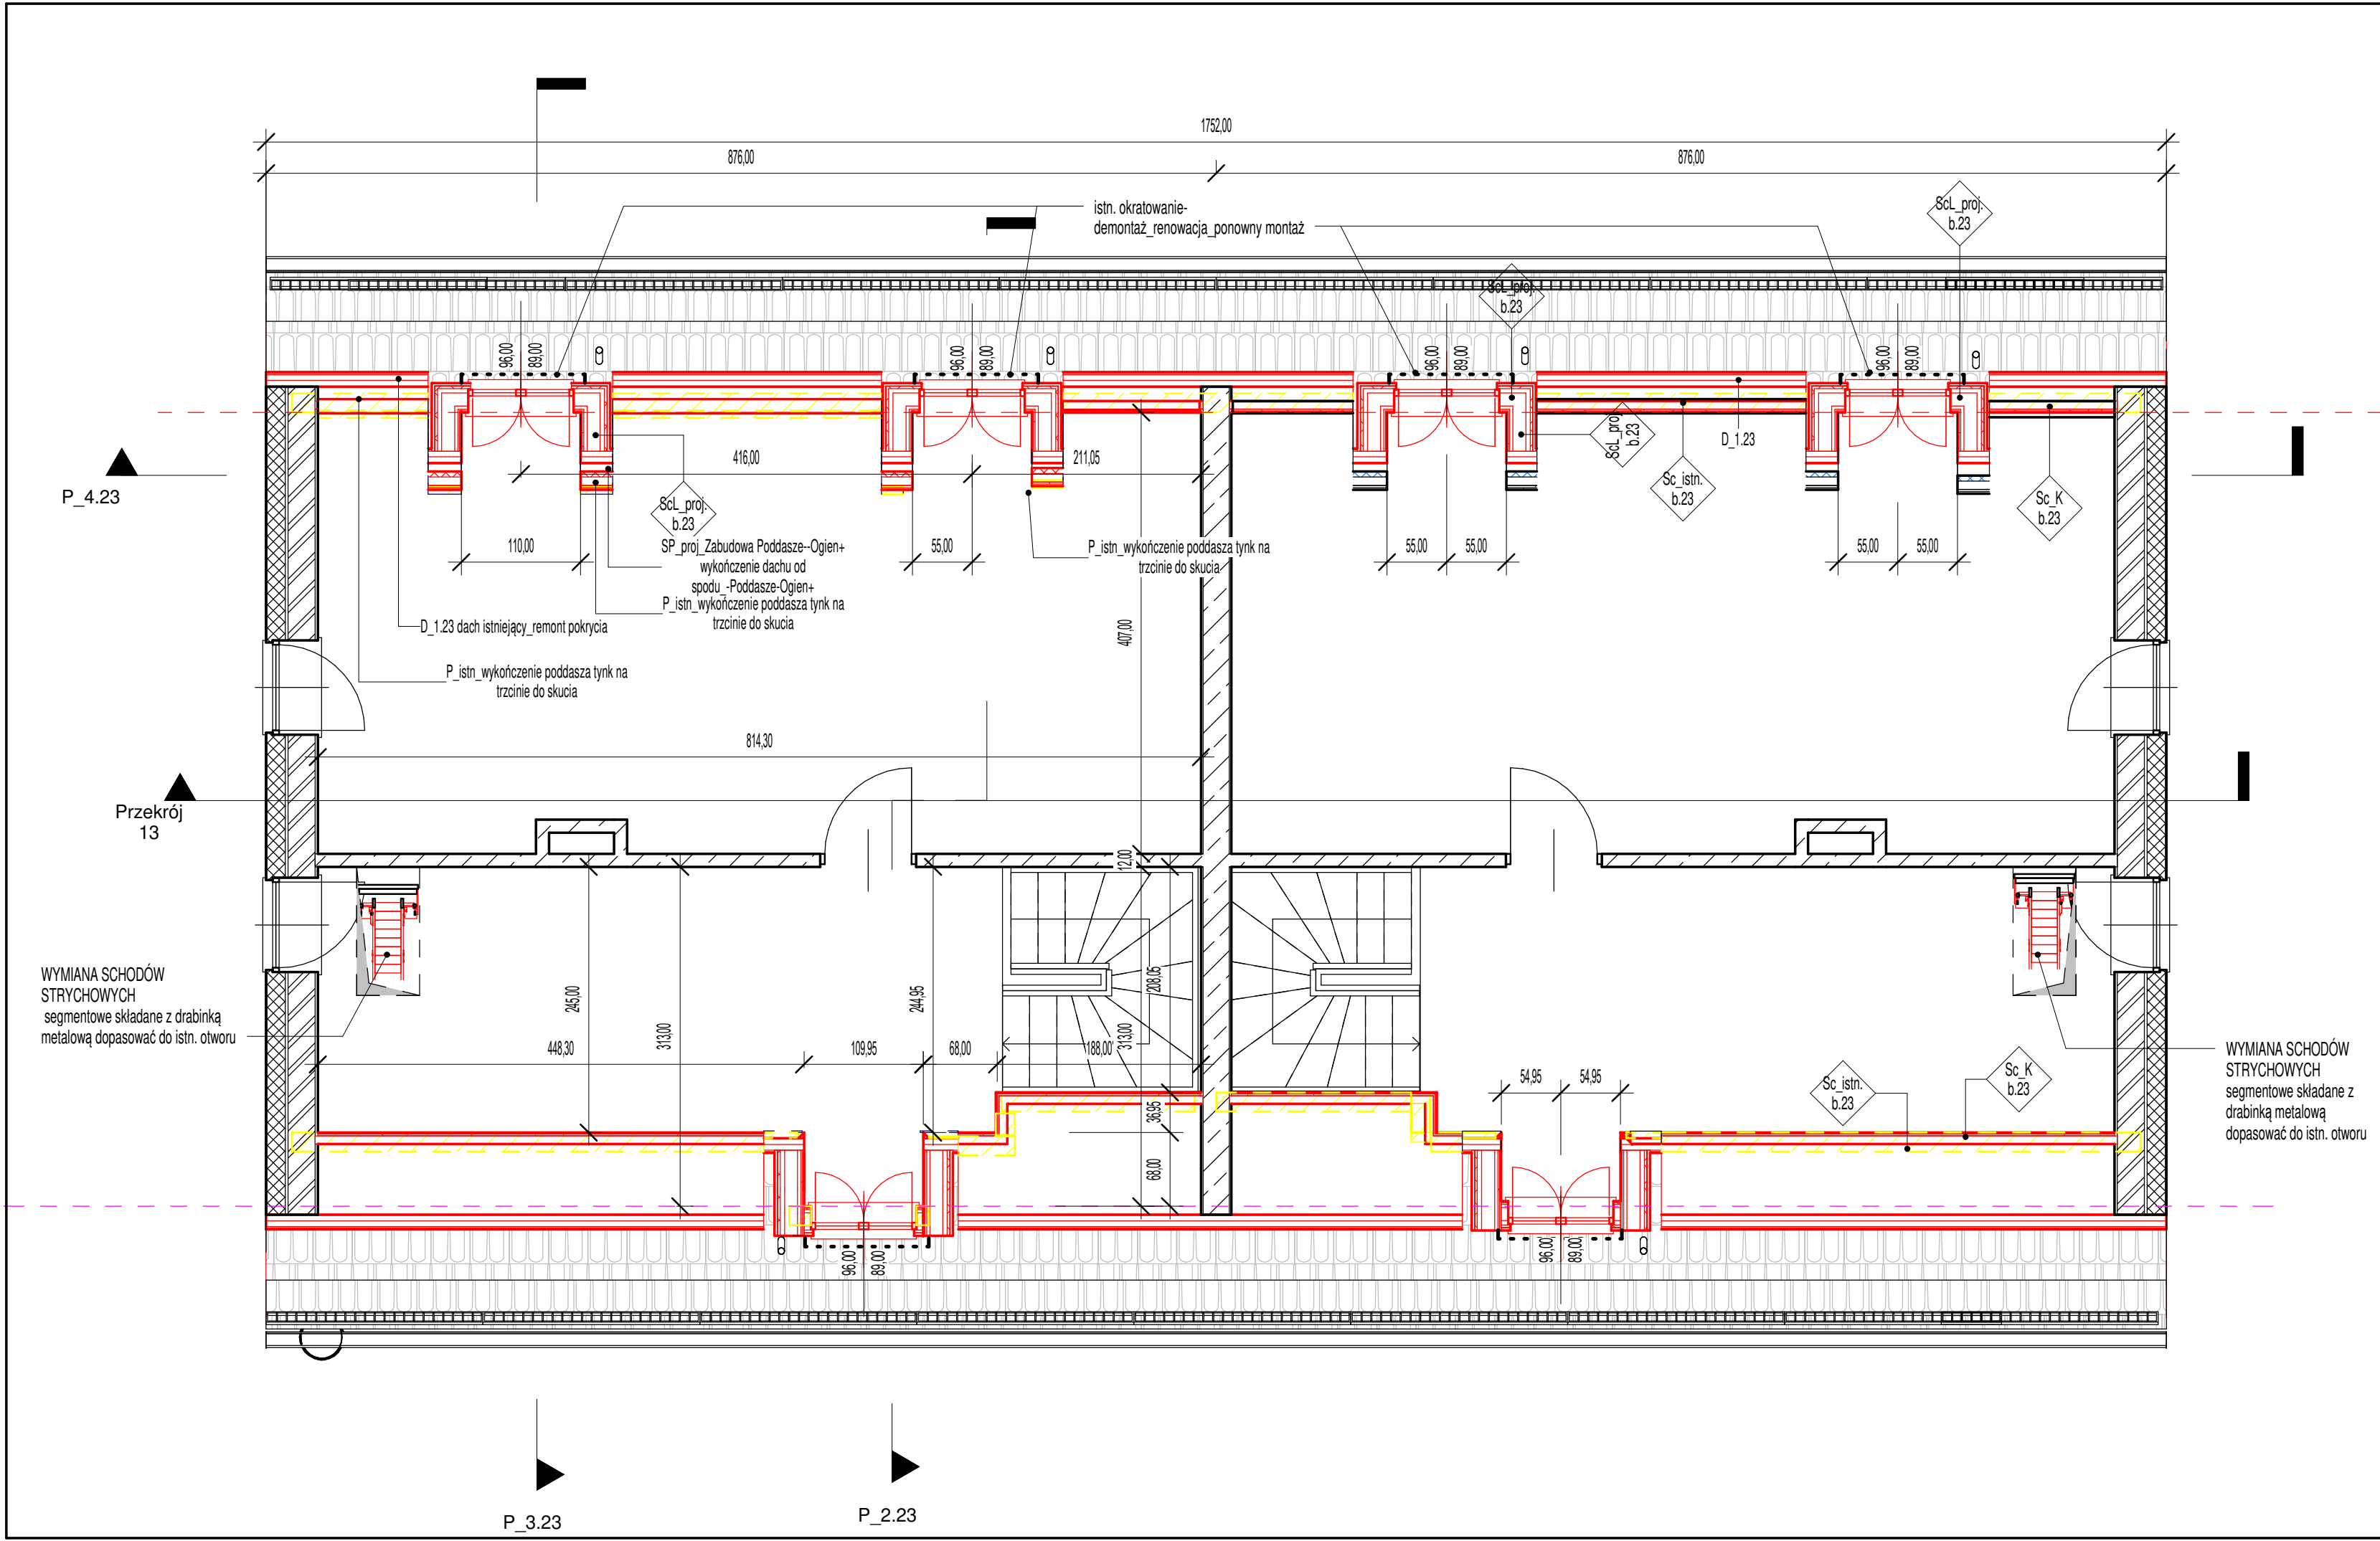 1752,00
876,00
876,00
istn. okratowanie-
demontaż_renowacja_ponowny montaż
ScL_proj.
b.23
ScL_proj.
b.23
96,00
89,00
96,00
89,00
96,00
89,00
96,00
89,00
ScL_proj.
b.23
D_1.23
416,00
211,05
Sc_istn.
b.23
Sc_K
b.23
P_4.23
ScL_proj.
b.23
110,00
55,00
55,00
55,00
55,00
55,00
SP_proj_Zabudowa Poddasze--Ogien+
wykończenie dachu od
spodu_-Poddasze-Ogien+
P_istn_wykończenie poddasza tynk na
trzcinie do skucia
P_istn_wykończenie poddasza tynk na
trzcinie do skucia
D_1.23 dach istniejący_remont pokrycia
407,00
P_istn_wykończenie poddasza tynk na
trzcinie do skucia
814,30
Przekrój
13
12,00
WYMIANA SCHODÓW
STRYCHOWYCH
segmentowe składane z drabinką
metalową dopasować do istn. otworu
245,00
313,00
244,95
208,05
313,00
448,30
109,95
68,00
188,00
54,95
54,95
Sc_istn.
b.23
Sc_K
b.23
WYMIANA SCHODÓW
STRYCHOWYCH
segmentowe składane z
drabinką metalową
dopasować do istn. otworu
36,95
68,00
96,00
89,00
96,00
89,00
P_3.23
P_2.23